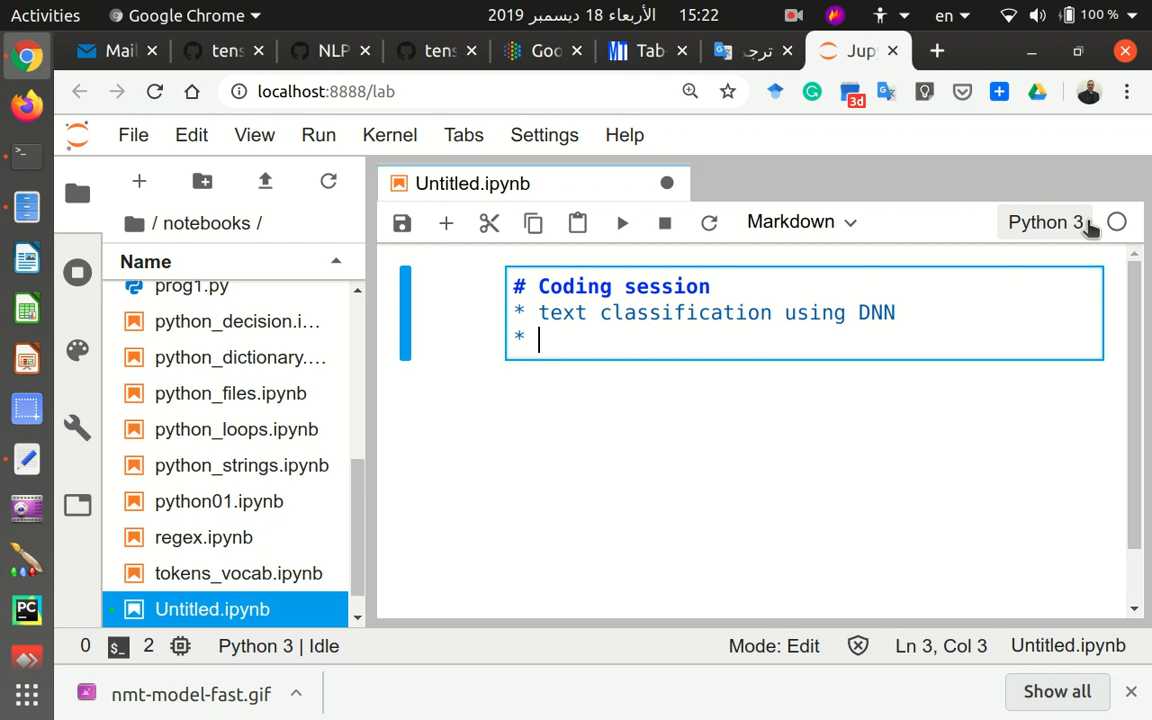 Activities Google Chrome الأربعاء 18 ديسمبر 2019 15:22 en 100 %
Mail tens NLP tens Goo Tab ترج Jup
localhost:8888/lab 3d
File Edit View Run Kernel Tabs Settings Help
Untitled.ipynb
/ notebooks /
Markdown Python 3
Name
prog1.py
python_decision.i...
python_dictionary....
python_files.ipynb
python_loops.ipynb
python_strings.ipynb
python01.ipynb
regex.ipynb
tokens_vocab.ipynb
Untitled.ipynb
# Coding session
* text classification using DNN
*
0 $_ 2 Python 3 | Idle Mode: Edit Ln 3, Col 3 Untitled.ipynb
nmt-model-fast.gif Show all
PC